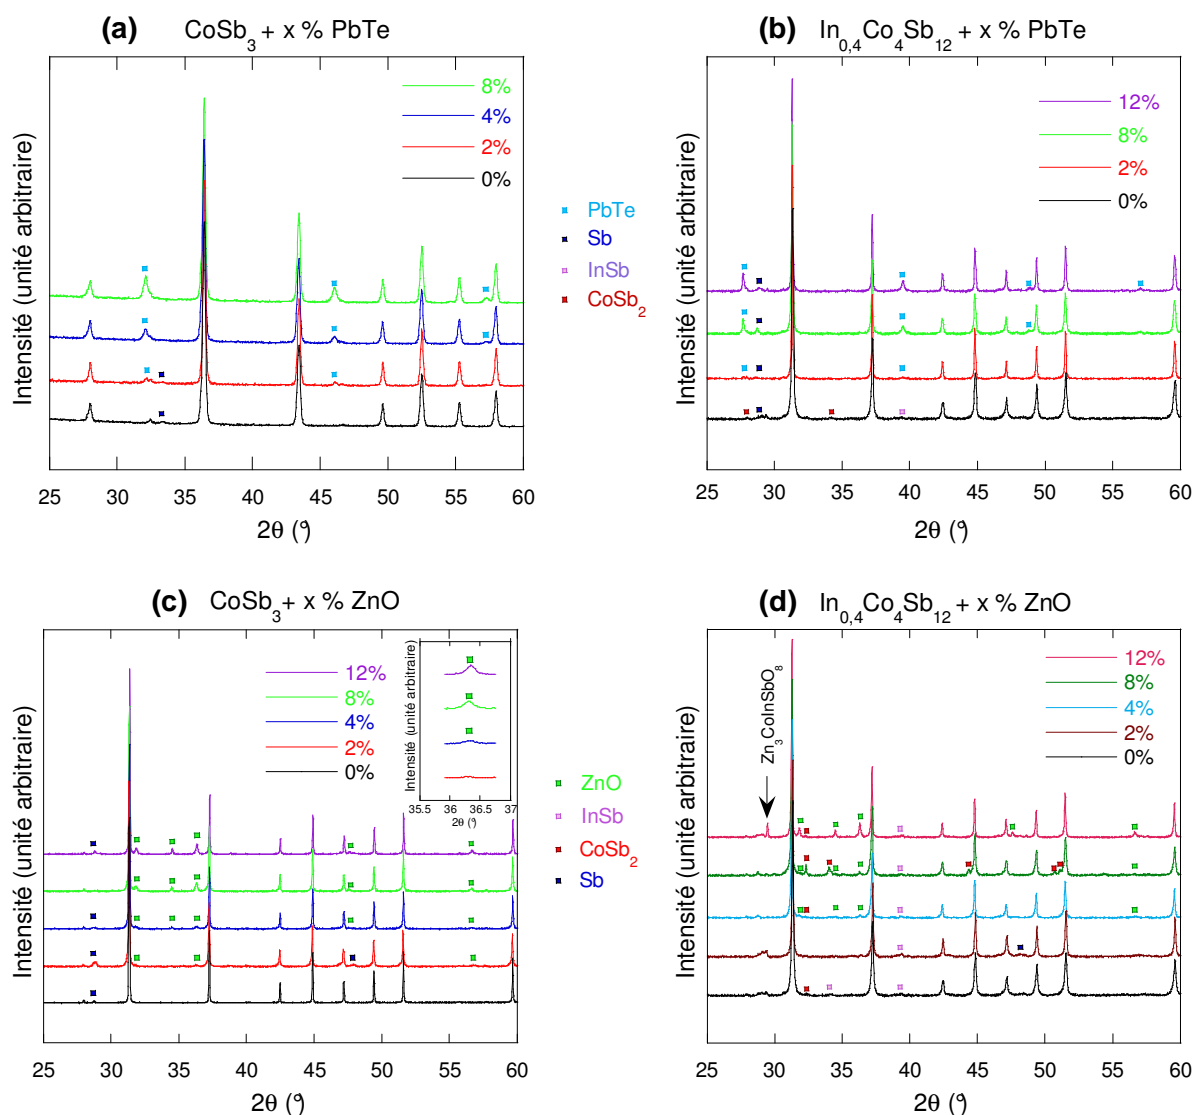 (a) CoSb3 + x % PbTe
8%
4%
2%
0%
Intensité (unité arbitraire)
25 30 35 40 45 50 55 60
2θ (°)
PbTe
Sb
InSb
CoSb2
(b) In0,4Co4Sb12 + x % PbTe
12%
8%
2%
0%
Intensité (unité arbitraire)
25 30 35 40 45 50 55 60
2θ (°)
(c) CoSb3+ x % ZnO
12%
8%
4%
2%
0%
Intensité (unité arbitraire)
35.5 36 36.5 37
2θ (°)
Intensité (unité arbitraire)
25 30 35 40 45 50 55 60
2θ (°)
ZnO
InSb
CoSb2
Sb
(d) In0,4Co4Sb12 + x % ZnO
12%
8%
4%
2%
0%
Zn3CoInSbO8
Intensité (unité arbitraire)
25 30 35 40 45 50 55 60
2θ (°)